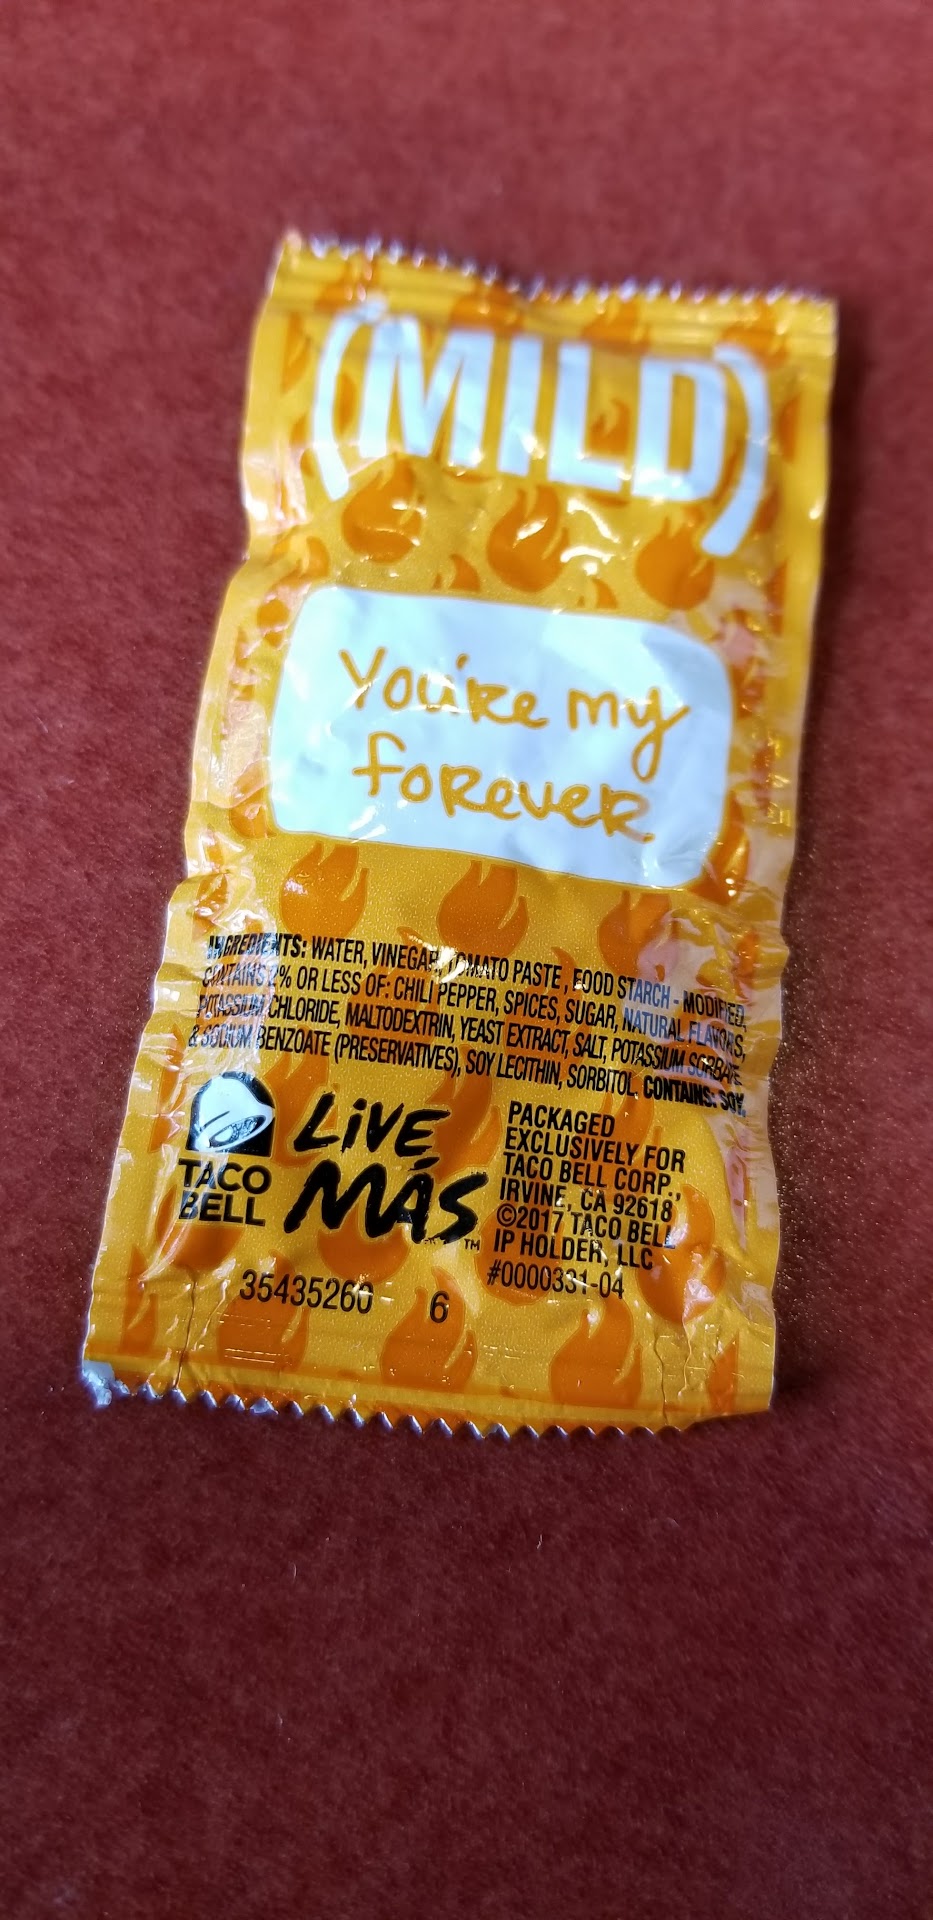 (MILD)
You're my
forever
INGREDIENTS: WATER, VINEGAR, TOMATO PASTE, FOOD STARCH - MODIFIED,
CONTAINS 2% OR LESS OF: CHILI PEPPER, SPICES, SUGAR, NATURAL FLAVORS,
POTASSIUM CHLORIDE, MALTODEXTRIN, YEAST EXTRACT, SALT, POTASSIUM SORBATE
& SODIUM BENZOATE (PRESERVATIVES), SOY LECITHIN, SORBITOL. CONTAINS: SOY.
TACO
BELL
LIVE
MÁS™
PACKAGED
EXCLUSIVELY FOR
TACO BELL CORP.,
IRVINE, CA 92618
©2017 TACO BELL
IP HOLDER, LLC
#0000331-04
35435260 6